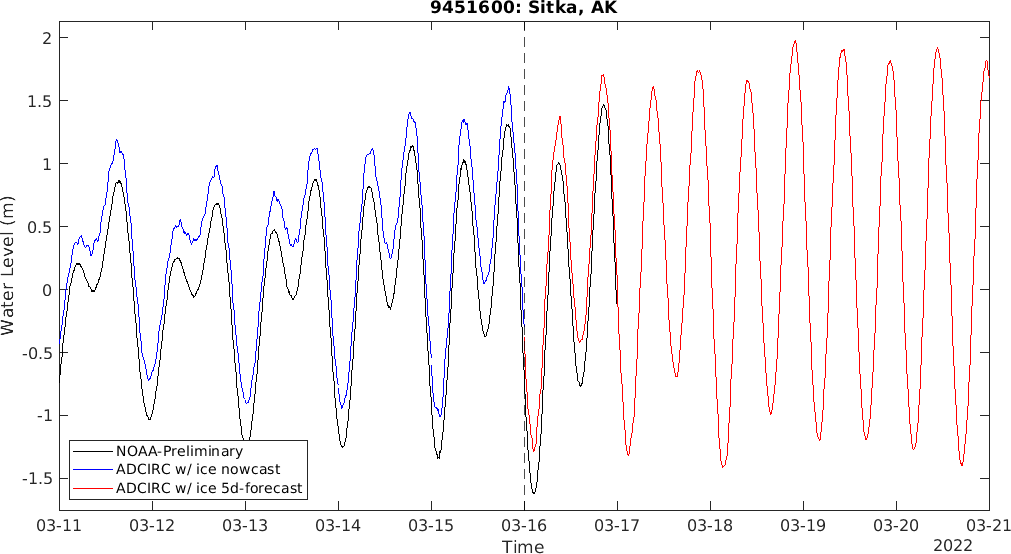 9451600: Sitka, AK
2
1.5
1
0.5
0
-0.5
-1
-1.5
Water Level (m)
NOAA-Preliminary
ADCIRC w/ ice nowcast
ADCIRC w/ ice 5d-forecast
03-11 03-12 03-13 03-14 03-15 03-16 03-17 03-18 03-19 03-20 03-21
Time
2022